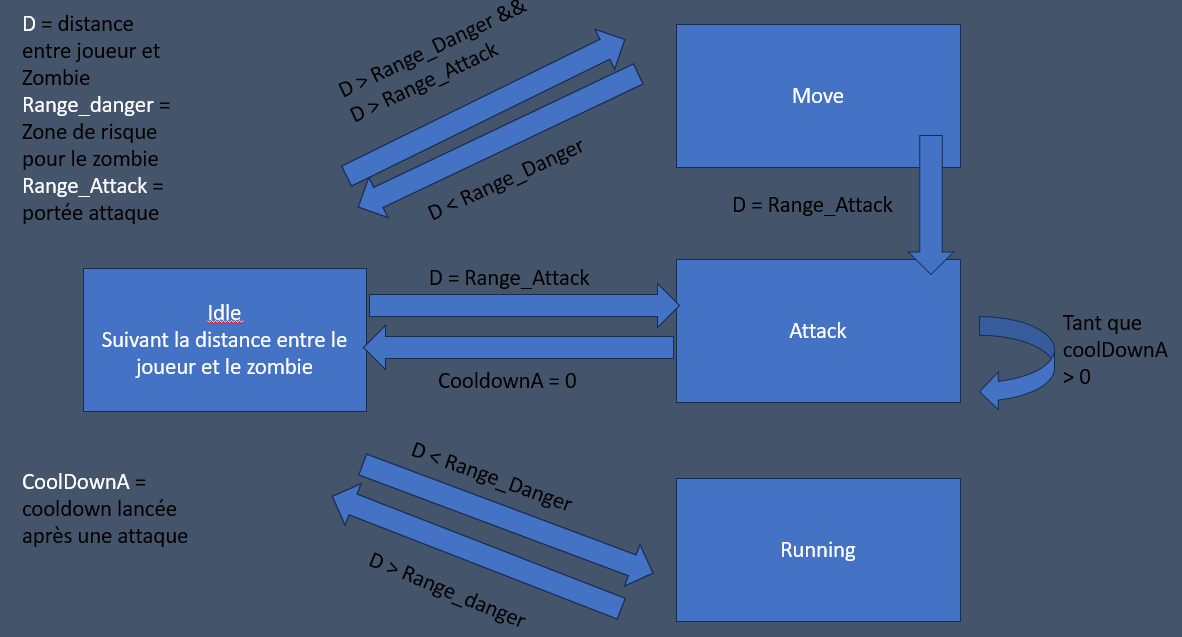 D = distance
entre joueur et
Zombie
Range_danger =
Zone de risque
pour le zombie
Range_Attack =
portée attaque
D > Range_Danger &&
D > Range_Attack
D < Range_Danger
Move
D = Range_Attack
Idle
Suivant la distance entre le
joueur et le zombie
D = Range_Attack
CooldownA = 0
Attack
Tant que
coolDownA
> 0
CoolDownA =
cooldown lancée
après une attaque
D < Range_Danger
D > Range_danger
Running